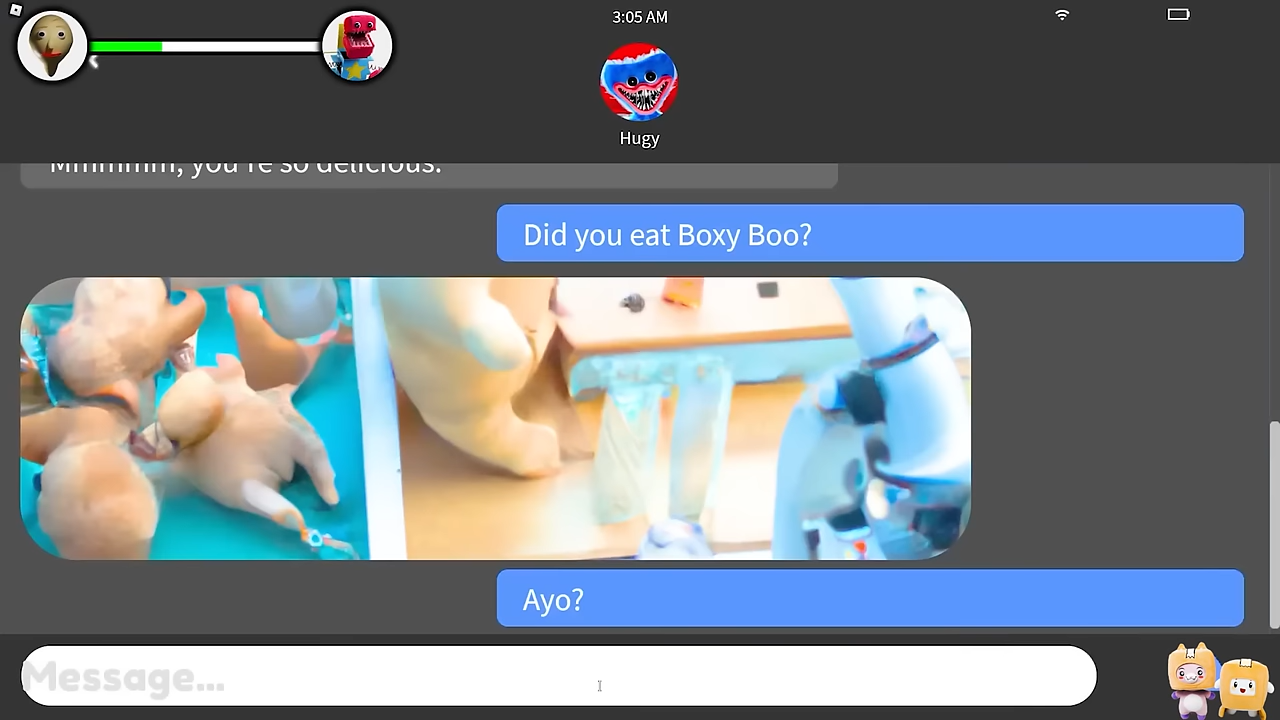 3:05 AM
Hugy
Mmmmm, you're so delicious.
Did you eat Boxy Boo?
Ayo?
Message...